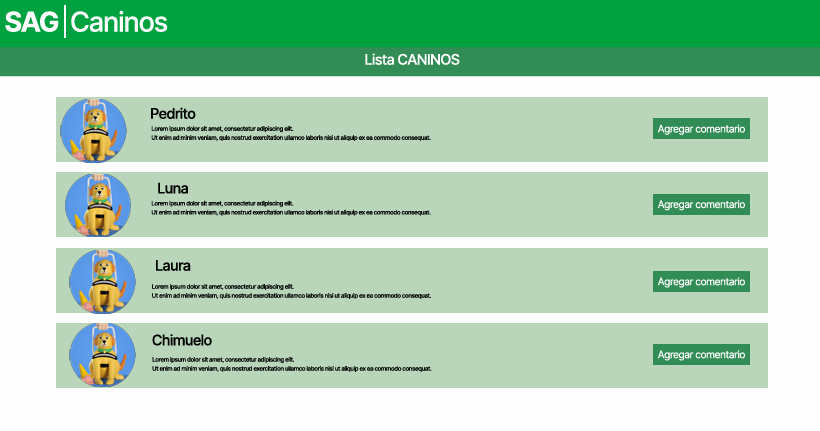 SAG Caninos
Lista CANINOS
Pedrito
Lorem ipsum dolor sit amet, consectetur adipiscing elit.
Ut enim ad minim veniam, quis nostrud exercitation ullamco laboris nisi ut aliquip ex ea commodo consequat.
Agregar comentario
Luna
Lorem ipsum dolor sit amet, consectetur adipiscing elit.
Ut enim ad minim veniam, quis nostrud exercitation ullamco laboris nisi ut aliquip ex ea commodo consequat.
Agregar comentario
Laura
Lorem ipsum dolor sit amet, consectetur adipiscing elit.
Ut enim ad minim veniam, quis nostrud exercitation ullamco laboris nisi ut aliquip ex ea commodo consequat.
Agregar comentario
Chimuelo
Lorem ipsum dolor sit amet, consectetur adipiscing elit.
Ut enim ad minim veniam, quis nostrud exercitation ullamco laboris nisi ut aliquip ex ea commodo consequat.
Agregar comentario